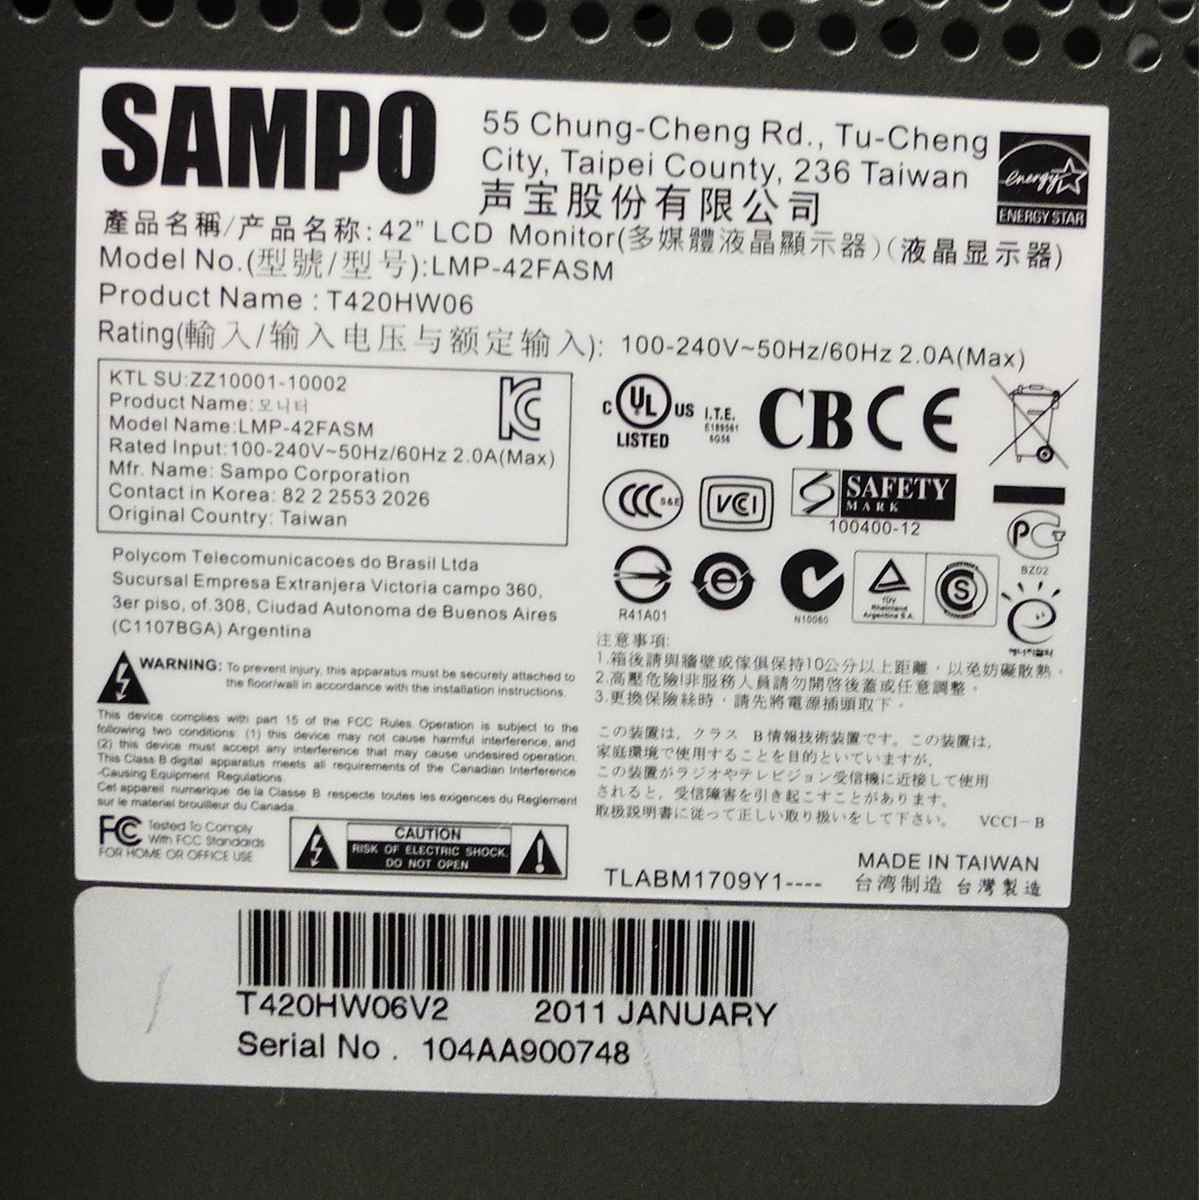 SAMPO
55 Chung-Cheng Rd., Tu-Cheng
City, Taipei County, 236 Taiwan
声宝股份有限公司
energy
ENERGY STAR
產品名稱/产品名称:42" LCD Monitor(多媒體液晶顯示器)(液晶显示器)
Model No.(型號/型号):LMP-42FASM
Product Name : T420HW06
Rating(輸入/输入电压与额定输入): 100-240V~50Hz/60Hz 2.0A(Max)
KTL SU:ZZ10001-10002
Product Name:모니터
Model Name:LMP-42FASM
Rated Input:100-240V~50Hz/60Hz 2.0A(Max)
Mfr. Name: Sampo Corporation
Contact in Korea: 82 2 2553 2026
Original Country: Taiwan
C UL US
LISTED
I.T.E.
E189561
6G56
CB CE
CCC S&E
VCI
SAFETY
MARK
100400-12
PG
BZ02
R41A01
N10060
TÜV
Rheinland
Argentina S.A.
S
에너지절약
Polycom Telecomunicacoes do Brasil Ltda
Sucursal Empresa Extranjera Victoria campo 360,
3er piso, of.308, Ciudad Autonoma de Buenos Aires
(C1107BGA) Argentina
WARNING: To prevent injury, this apparatus must be securely attached to
the floor/wall in accordance with the installation instructions.
This device complies with part 15 of the FCC Rules. Operation is subject to the
following two conditions: (1) this device may not cause harmful interference, and
(2) this device must accept any interference that may cause undesired operation.
This Class B digital apparatus meets all requirements of the Canadian Interference
-Causing Equipment Regulations.
Cet appareil numerique de la Classe B respecte toutes les exigences du Reglement
sur le materiel brouilleur du Canada.
FC Tested To Comply
With FCC Standards
FOR HOME OR OFFICE USE
CAUTION
RISK OF ELECTRIC SHOCK
DO NOT OPEN
注意事項:
1.箱後請與牆壁或傢俱保持10公分以上距離，以免妨礙散熱。
2.高壓危險!非服務人員請勿開啓後蓋或任意調整。
3.更換保險絲時，請先將電源插頭取下。
この装置は，クラス B情報技術装置です。この装置は，
家庭環境で使用することを目的といていますが，
この装置がラジオやテレビジョン受信機に近接して使用
されると，受信障害を引き起こすことがあります。
取扱説明書に従って正しい取り扱いをして下さい。 VCCI-B
MADE IN TAIWAN
TLABM1709Y1---- 台湾制造 台灣製造
T420HW06V2 2011 JANUARY
Serial No . 104AA900748